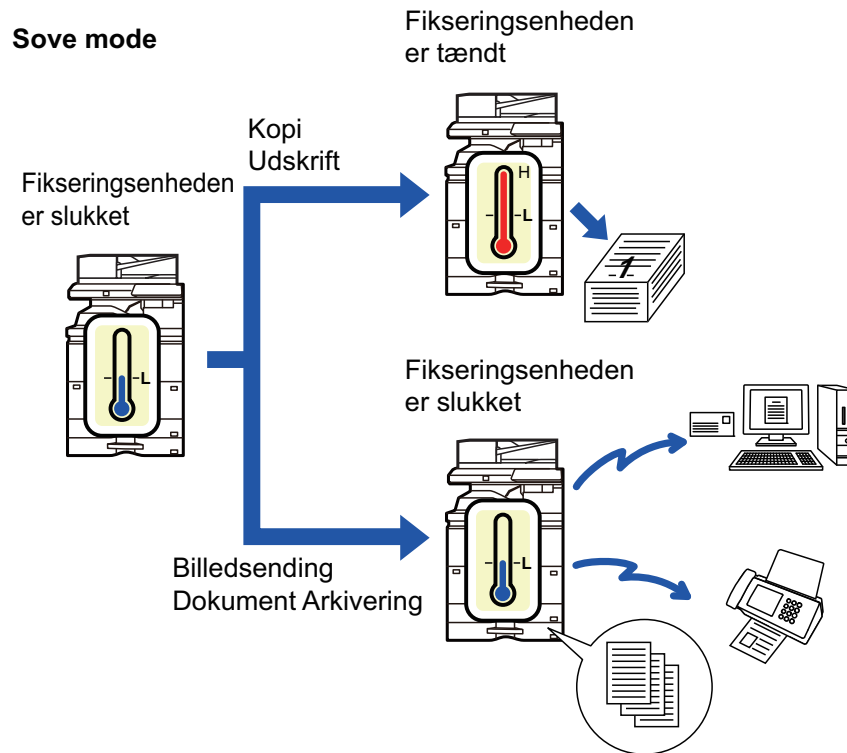 Sove mode
Fikseringsenheden
er tændt
Kopi
Udskrift
Fikseringsenheden
er slukket
H
L
1
L
Fikseringsenheden
er slukket
L
Billedsending
Dokument Arkivering